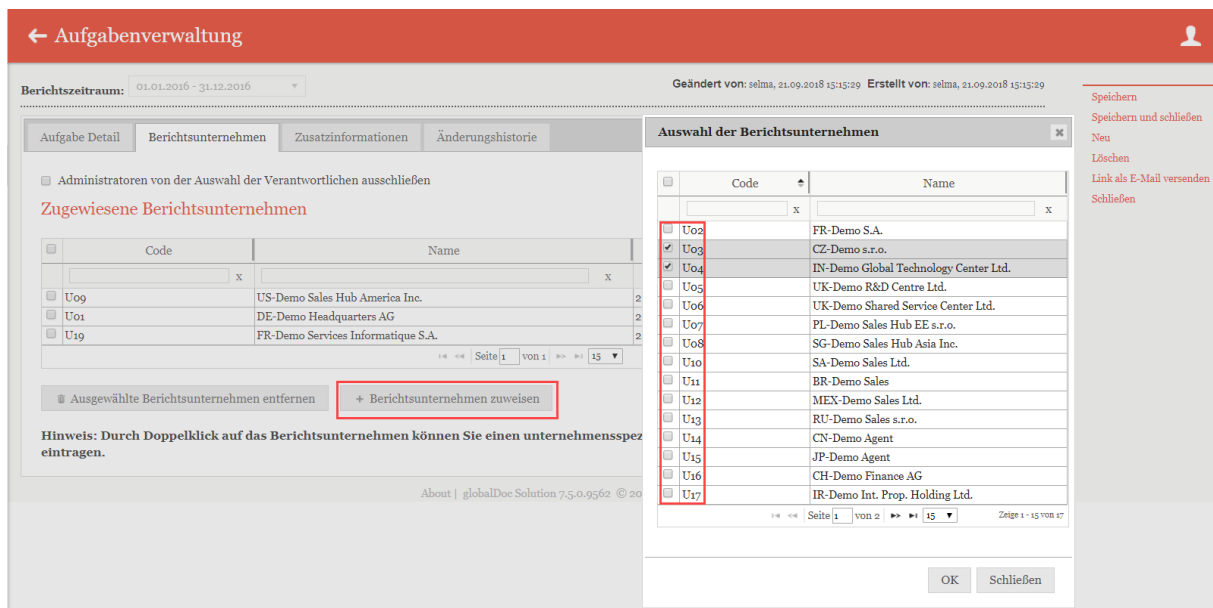 Aufgabenverwaltung
Berichtszeitraum: 01.01.2016 - 31.12.2016
Geändert von: selma, 21.09.2018 15:15:29 Erstellt von: selma, 21.09.2018 15:15:29
Aufgabe Detail Berichtsunternehmen Zusatzinformationen Änderungshistorie
Administratoren von der Auswahl der Verantwortlichen ausschließen
Zugewiesene Berichtsunternehmen
Code Name
x x
U09 US-Demo Sales Hub America Inc. 2
U01 DE-Demo Headquarters AG 2
U19 FR-Demo Services Informatique S.A. 2
Seite 1 von 1 15
Ausgewählte Berichtsunternehmen entfernen + Berichtsunternehmen zuweisen
Hinweis: Durch Doppelklick auf das Berichtsunternehmen können Sie einen unternehmensspez
eintragen.
About | globalDoc Solution 7.5.0.9562 © 20
Auswahl der Berichtsunternehmen x
Code Name
x x
U02 FR-Demo S.A.
U03 CZ-Demo s.r.o.
U04 IN-Demo Global Technology Center Ltd.
U05 UK-Demo R&D Centre Ltd.
U06 UK-Demo Shared Service Center Ltd.
U07 PL-Demo Sales Hub EE s.r.o.
U08 SG-Demo Sales Hub Asia Inc.
U10 SA-Demo Sales Ltd.
U11 BR-Demo Sales
U12 MEX-Demo Sales Ltd.
U13 RU-Demo Sales s.r.o.
U14 CN-Demo Agent
U15 JP-Demo Agent
U16 CH-Demo Finance AG
U17 IR-Demo Int. Prop. Holding Ltd.
Seite 1 von 2 15 Zeige 1 - 15 von 17
OK Schließen
Speichern
Speichern und schließen
Neu
Löschen
Link als E-Mail versenden
Schließen